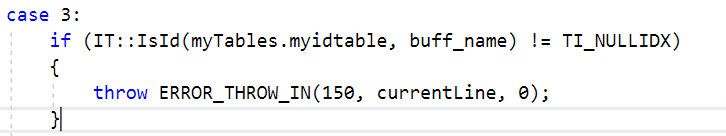 case 3:
if (IT::IsId(myTables.myidtable, buff_name) != TI_NULLIDX)
{
throw ERROR_THROW_IN(150, currentLine, 0);
}